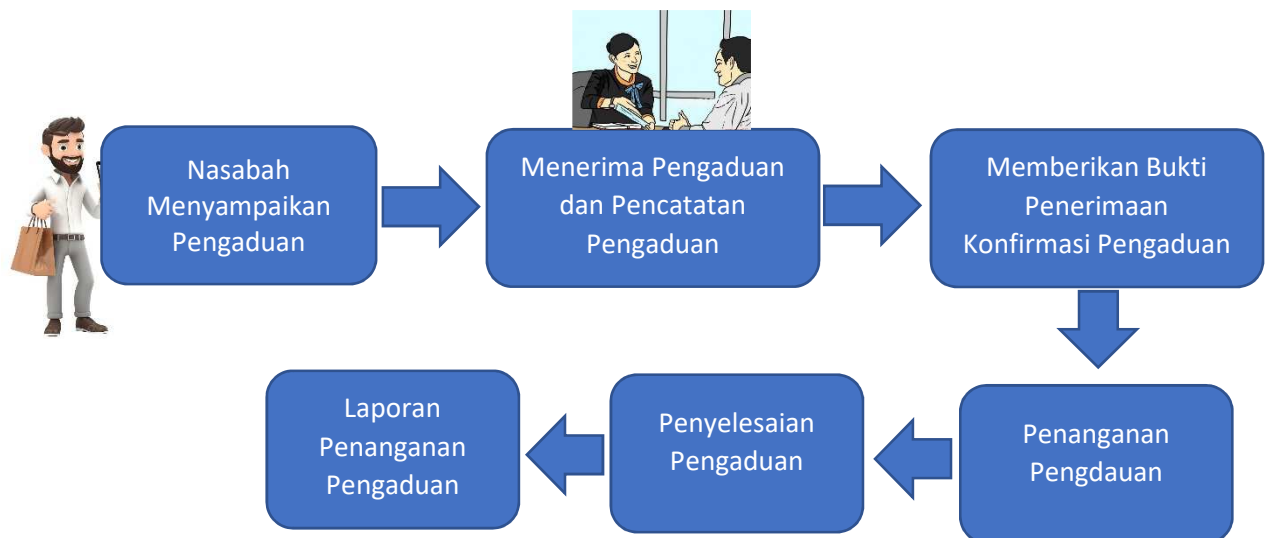 Nasabah
Menyampaikan
Pengaduan
Menerima Pengaduan
dan Pencatatan
Pengaduan
Memberikan Bukti
Penerimaan
Konfirmasi Pengaduan
Penanganan
Pengdauan
Penyelesaian
Pengaduan
Laporan
Penanganan
Pengaduan